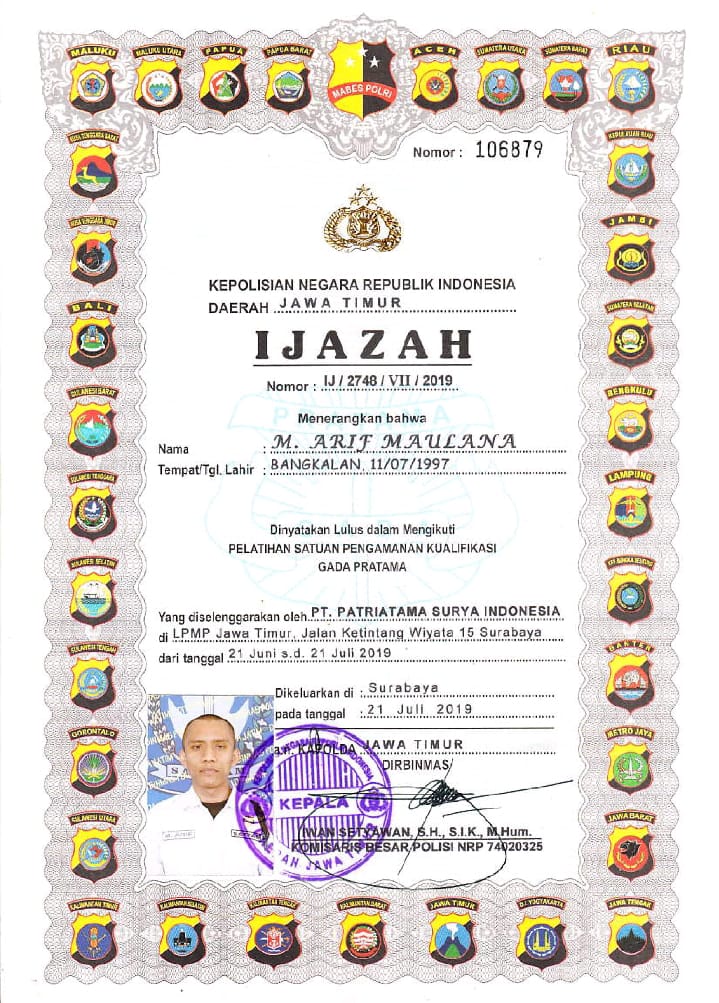 MALUKU
MALUKU UTARA
PAPUA
PAPUA BARAT
MABES POLRI
ACEH
SUMATERA UTARA
SUMATERA BARAT
RIAU
Nomor : 106879
NUSA TENGGARA BARAT
KEPULAUAN RIAU
NUSA TENGGARA TIMUR
JAMBI
KEPOLISIAN NEGARA REPUBLIK INDONESIA
DAERAH JAWA TIMUR
BALI
SUMATERA SELATAN
IJAZAH
Nomor : IJ / 2748 / VII / 2019
SULAWESI BARAT
BENGKULU
Menerangkan bahwa
Nama : M. ARIF MAULANA
Tempat/Tgl. Lahir : BANGKALAN, 11/07/1997
SULAWESI TENGGARA
LAMPUNG
Dinyatakan Lulus dalam Mengikuti
PELATIHAN SATUAN PENGAMANAN KUALIFIKASI
GADA PRATAMA
SULAWESI SELATAN
KEP. BANGKA BELITUNG
Yang diselenggarakan oleh PT. PATRIATAMA SURYA INDONESIA
di LPMP Jawa Timur, Jalan Ketintang Wiyata 15 Surabaya
dari tanggal 21 Juni s.d. 21 Juli 2019
SULAWESI TENGAH
BANTEN
Dikeluarkan di : Surabaya
pada tanggal : 21 Juli 2019
GORONTALO
METRO JAYA
a.n. KAPOLDA JAWA TIMUR
DIRBINMAS
KEPALA
SULAWESI UTARA
JAWA BARAT
IWAN SETYAWAN, S.H., S.I.K., M.Hum.
KOMISARIS BESAR POLISI NRP 74020325
KALIMANTAN TIMUR
KALIMANTAN SELATAN
KALIMANTAN TENGAH
KALIMANTAN BARAT
JAWA TIMUR
D.I. YOGYAKARTA
JAWA TENGAH